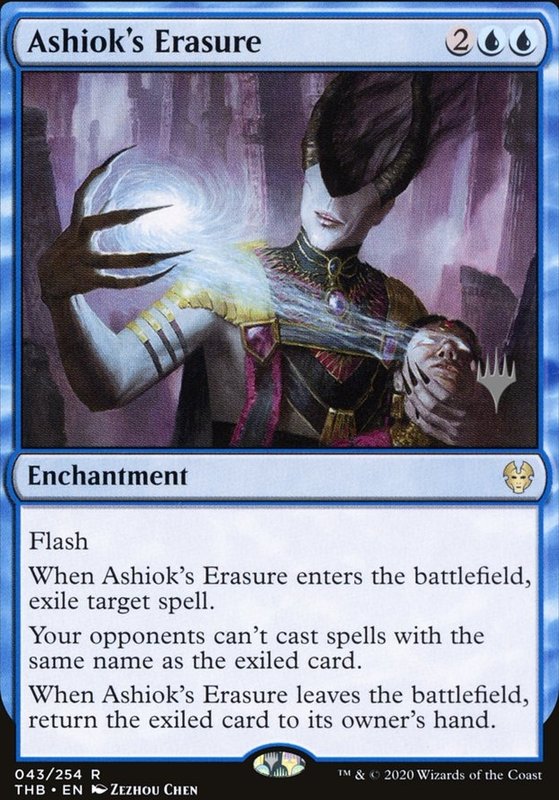 Ashiok's Erasure 2
Enchantment
Flash
When Ashiok's Erasure enters the battlefield,
exile target spell.
Your opponents can't cast spells with the
same name as the exiled card.
When Ashiok's Erasure leaves the battlefield,
return the exiled card to its owner's hand.
043/254 R
THB • EN Zezhou Chen
™ & © 2020 Wizards of the Coast